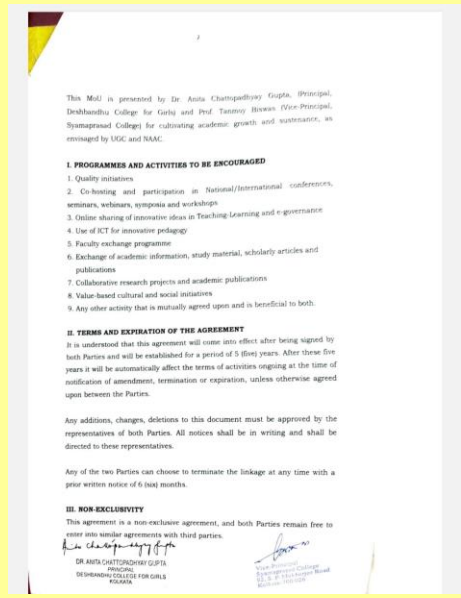 This MoU is presented by Dr. Anita Chattopadhyay Gupta, (Principal,
Deshbandhu College for Girls) and Prof. Tanmoy Biswas (Vice-Principal,
Syamaprasad College) for cultivating academic growth and sustenance, as
envisaged by UGC and NAAC.
I. PROGRAMMES AND ACTIVITIES TO BE ENCOURAGED
1. Quality initiatives
2. Co-hosting and participation in National/International conferences,
seminars, webinars, symposia and workshops
3. Online sharing of innovative ideas in Teaching-Learning and e-governance
4. Use of ICT for innovative pedagogy
5. Faculty exchange programme
6. Exchange of academic information, study material, scholarly articles and
publications
7. Collaborative research projects and academic publications
8. Value-based cultural and social initiatives
9. Any other activity that is mutually agreed upon and is beneficial to both.
II. TERMS AND EXPIRATION OF THE AGREEMENT
It is understood that this agreement will come into effect after being signed by
both Parties and will be established for a period of 5 (five) years. After these five
years it will be automatically affect the terms of activities ongoing at the time of
notification of amendment, termination or expiration, unless otherwise agreed
upon between the Parties.
Any additions, changes, deletions to this document must be approved by the
representatives of both Parties. All notices shall be in writing and shall be
directed to these representatives.
Any of the two Parties can choose to terminate the linkage at any time with a
prior written notice of 6 (six) months.
III. NON-EXCLUSIVITY
This agreement is a non-exclusive agreement, and both Parties remain free to
enter into similar agreements with third parties.
Anita Chattopadhyay Gupta
DR. ANITA CHATTOPADHYAY GUPTA
PRINCIPAL
DESHBANDHU COLLEGE FOR GIRLS
KOLKATA
Vice-Principal
Syamaprasad College